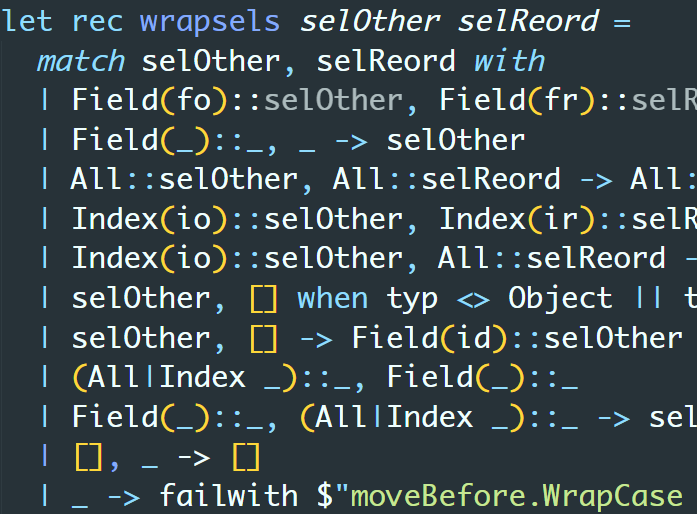 let rec wrapsels selOther selReord =
match selOther, selReord with
| Field(fo)::selOther, Field(fr)::selR
| Field(_)::_, _ -> selOther
| All::selOther, All::selReord -> All:
| Index(io)::selOther, Index(ir)::selR
| Index(io)::selOther, All::selReord -
| selOther, [] when typ <> Object || t
| selOther, [] -> Field(id)::selOther
| (All|Index _)::_, Field(_)::_
| Field(_)::_, (All|Index _)::_ -> sel
| [], _ -> []
| _ -> failwith $"moveBefore.WrapCase